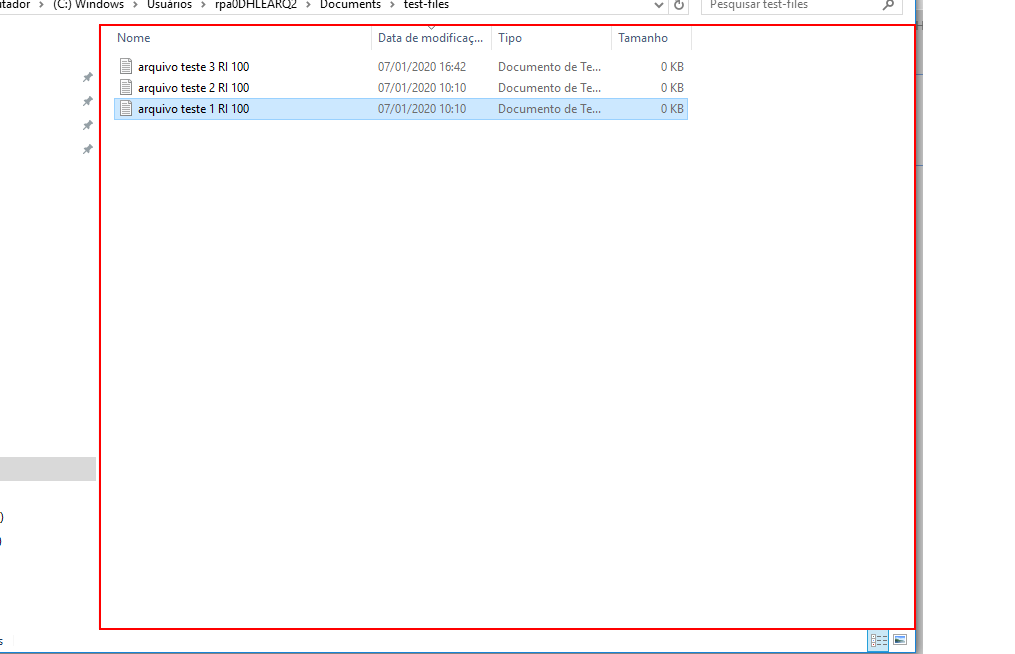 utador > (C:) Windows > Usuários > rpa0DHLEARQ2 > Documents > test-files
Pesquisar test-files
Nome Data de modificaç... Tipo Tamanho
arquivo teste 3 RI 100 07/01/2020 16:42 Documento de Te... 0 KB
arquivo teste 2 RI 100 07/01/2020 10:10 Documento de Te... 0 KB
arquivo teste 1 RI 100 07/01/2020 10:10 Documento de Te... 0 KB
)
)
s